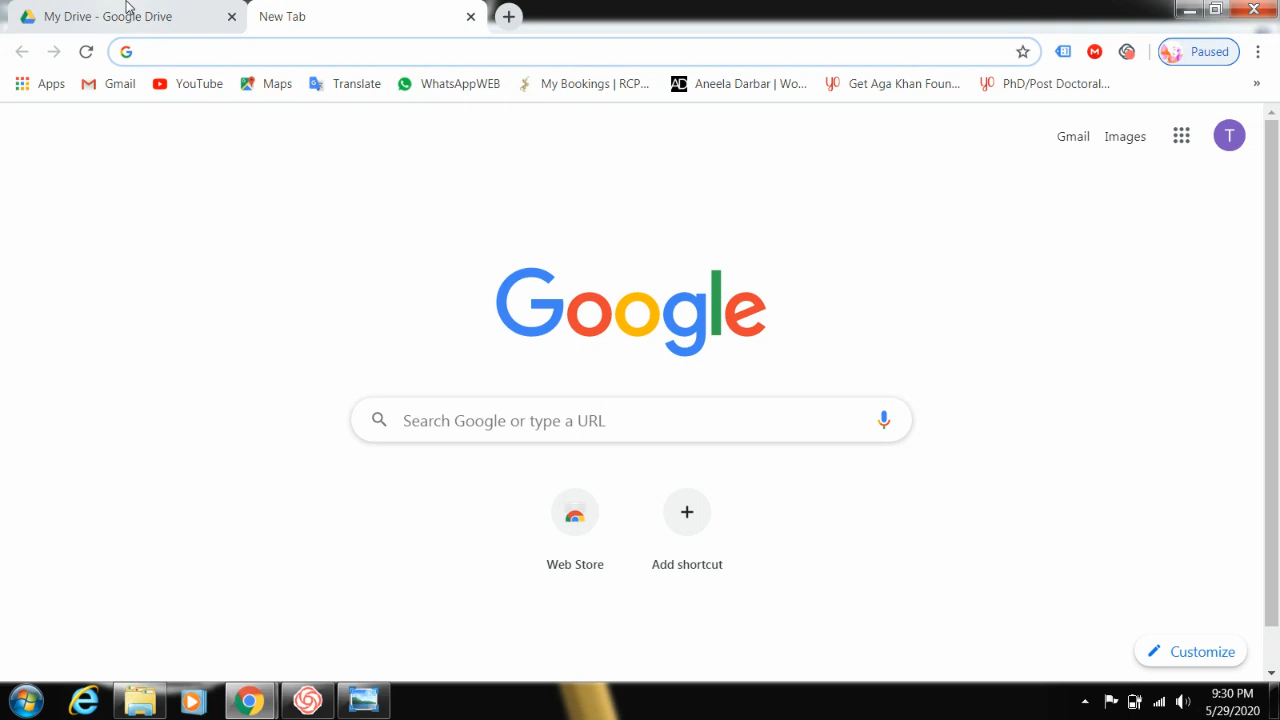 My Drive - Google Drive
New Tab
Paused
Apps
Gmail
YouTube
Maps
Translate
WhatsAppWEB
My Bookings | RCP...
AD
Aneela Darbar | Wo...
Get Aga Khan Foun...
PhD/Post Doctoral...
»
Gmail
Images
T
Google
Search Google or type a URL
Web Store
Add shortcut
Customize
9:30 PM
5/29/2020